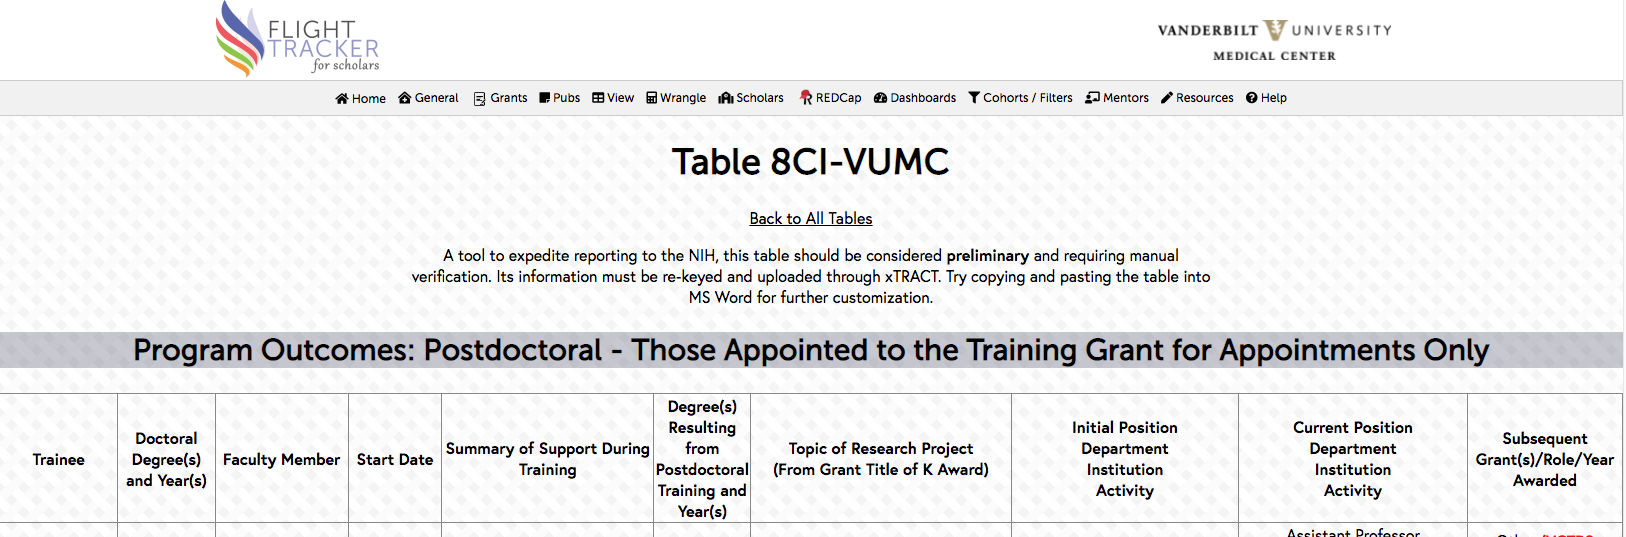 FLIGHT
TRACKER
for scholars
VANDERBILT UNIVERSITY
MEDICAL CENTER
Home General Grants Pubs View Wrangle Scholars REDCap Dashboards Cohorts / Filters Mentors Resources Help
Table 8CI-VUMC
Back to All Tables
A tool to expedite reporting to the NIH, this table should be considered preliminary and requiring manual
verification. Its information must be re-keyed and uploaded through xTRACT. Try copying and pasting the table into
MS Word for further customization.
Program Outcomes: Postdoctoral - Those Appointed to the Training Grant for Appointments Only
Trainee
Doctoral
Degree(s)
and Year(s)
Faculty Member
Start Date
Summary of Support During
Training
Degree(s)
Resulting
from
Postdoctoral
Training and
Year(s)
Topic of Research Project
(From Grant Title of K Award)
Initial Position
Department
Institution
Activity
Current Position
Department
Institution
Activity
Subsequent
Grant(s)/Role/Year
Awarded
Assistant Professor